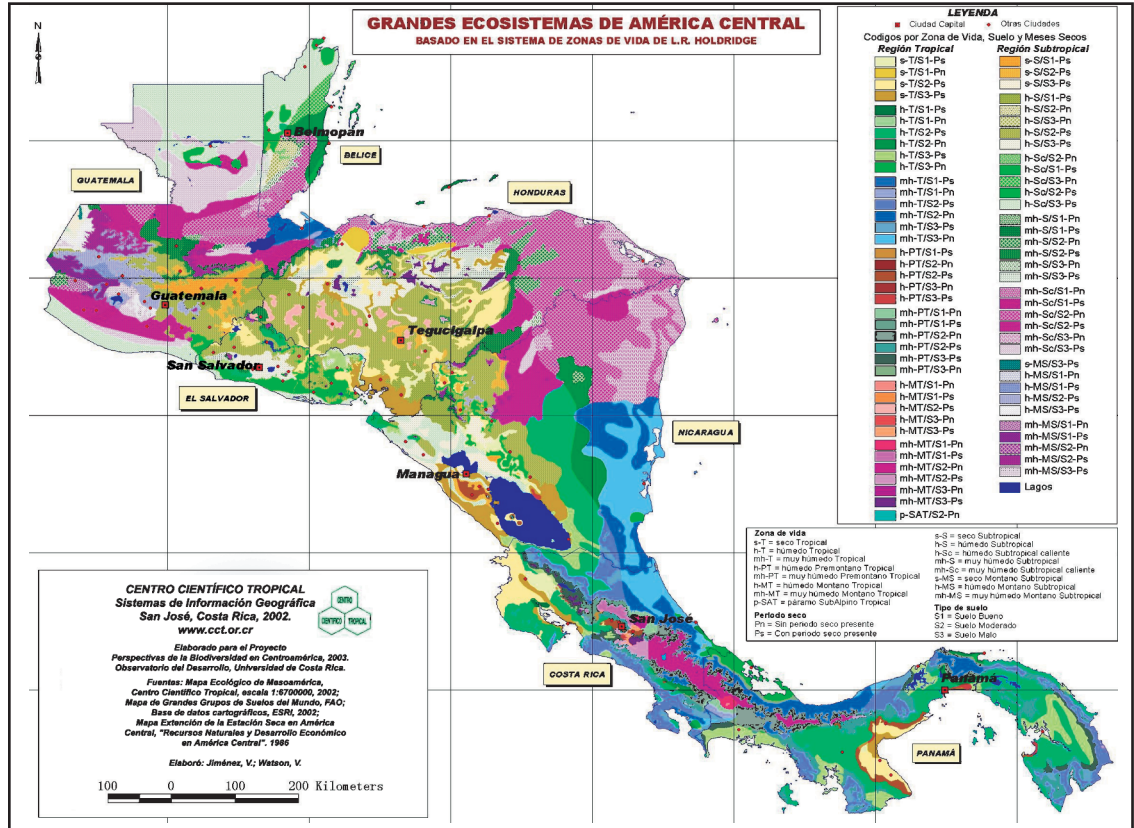 GRANDES ECOSISTEMAS DE AMÉRICA CENTRAL
BASADO EN EL SISTEMA DE ZONAS DE VIDA DE L.R. HOLDRIDGE
N
LEYENDA
Ciudad Capital
Otras Ciudades
Codigos por Zona de Vida, Suelo y Meses Secos
Región Tropical
s-T/S1-Ps
s-T/S1-Pn
s-T/S2-Ps
s-T/S3-Ps
h-T/S1-Ps
h-T/S1-Pn
h-T/S2-Ps
h-T/S2-Pn
h-T/S3-Ps
h-T/S3-Pn
mh-T/S1-Ps
mh-T/S1-Pn
mh-T/S2-Ps
mh-T/S2-Pn
mh-T/S3-Ps
mh-T/S3-Pn
h-PT/S1-Ps
h-PT/S2-Pn
h-PT/S2-Ps
h-PT/S3-Pn
h-PT/S3-Ps
mh-PT/S1-Pn
mh-PT/S1-Ps
mh-PT/S2-Pn
mh-PT/S2-Ps
mh-PT/S3-Ps
mh-PT/S3-Pn
h-MT/S1-Pn
h-MT/S1-Ps
h-MT/S2-Ps
h-MT/S3-Pn
h-MT/S3-Ps
mh-MT/S1-Pn
mh-MT/S1-Ps
mh-MT/S2-Pn
mh-MT/S2-Ps
mh-MT/S3-Pn
mh-MT/S3-Ps
p-SAT/S2-Pn
Región Subtropical
s-S/S1-Ps
s-S/S2-Ps
s-S/S3-Ps
h-S/S1-Ps
h-S/S2-Pn
h-S/S3-Pn
h-S/S2-Ps
h-S/S3-Ps
h-Sc/S2-Pn
h-Sc/S1-Ps
h-Sc/S3-Pn
h-Sc/S2-Ps
h-Sc/S3-Ps
mh-S/S1-Pn
mh-S/S1-Ps
mh-S/S2-Pn
mh-S/S2-Ps
mh-S/S3-Pn
mh-S/S3-Ps
mh-Sc/S1-Pn
mh-Sc/S1-Ps
mh-Sc/S2-Pn
mh-Sc/S2-Ps
mh-Sc/S3-Pn
mh-Sc/S3-Ps
s-MS/S3-Ps
h-MS/S1-Pn
h-MS/S1-Ps
h-MS/S2-Ps
h-MS/S3-Ps
mh-MS/S1-Pn
mh-MS/S1-Ps
mh-MS/S2-Pn
mh-MS/S2-Ps
mh-MS/S3-Ps
Lagos
Belmopán
BELICE
GUATEMALA
HONDURAS
Guatemala
Tegucigalpa
San Salvador
EL SALVADOR
NICARAGUA
Managua
San José
COSTA RICA
Panamá
PANAMÁ
Zona de vida
s-T = seco Tropical
h-T = húmedo Tropical
mh-T = muy húmedo Tropical
h-PT = húmedo Premontano Tropical
mh-PT = muy húmedo Premontano Tropical
h-MT = húmedo Montano Tropical
mh-MT = muy húmedo Montano Tropical
p-SAT = páramo SubAlpino Tropical
Periodo seco
Pn = Sin periodo seco presente
Ps = Con periodo seco presente
s-S = seco Subtropical
h-S = húmedo Subtropical
h-Sc = húmedo Subtropical caliente
mh-S = muy húmedo Subtropical
mh-Sc = muy húmedo Subtropical caliente
s-MS = seco Montano Subtropical
h-MS = húmedo Montano Subtropical
mh-MS = muy húmedo Montano Subtropical
Tipo de suelo
S1 = Suelo Bueno
S2 = Suelo Moderado
S3 = Suelo Malo
CENTRO CIENTÍFICO TROPICAL
Sistemas de Información Geográfica
San José, Costa Rica, 2002.
www.cct.or.cr
CENTRO
CIENTIFICO
TROPICAL
Elaborado para el Proyecto
Perspectivas de la Biodiversidad en Centroamérica, 2003.
Observatorio del Desarrollo, Universidad de Costa Rica.
Fuentes: Mapa Ecológico de Mesoamérica,
Centro Científico Tropical, escala 1:6700000, 2002;
Mapa de Grandes Grupos de Suelos del Mundo, FAO;
Base de datos cartográficos, ESRI, 2002;
Mapa Extención de la Estación Seca en América
Central, "Recursos Naturales y Desarrollo Económico
en América Central". 1986
Elaboró: Jiménez, V.; Watson, V.
100 0 100 200 Kilometers